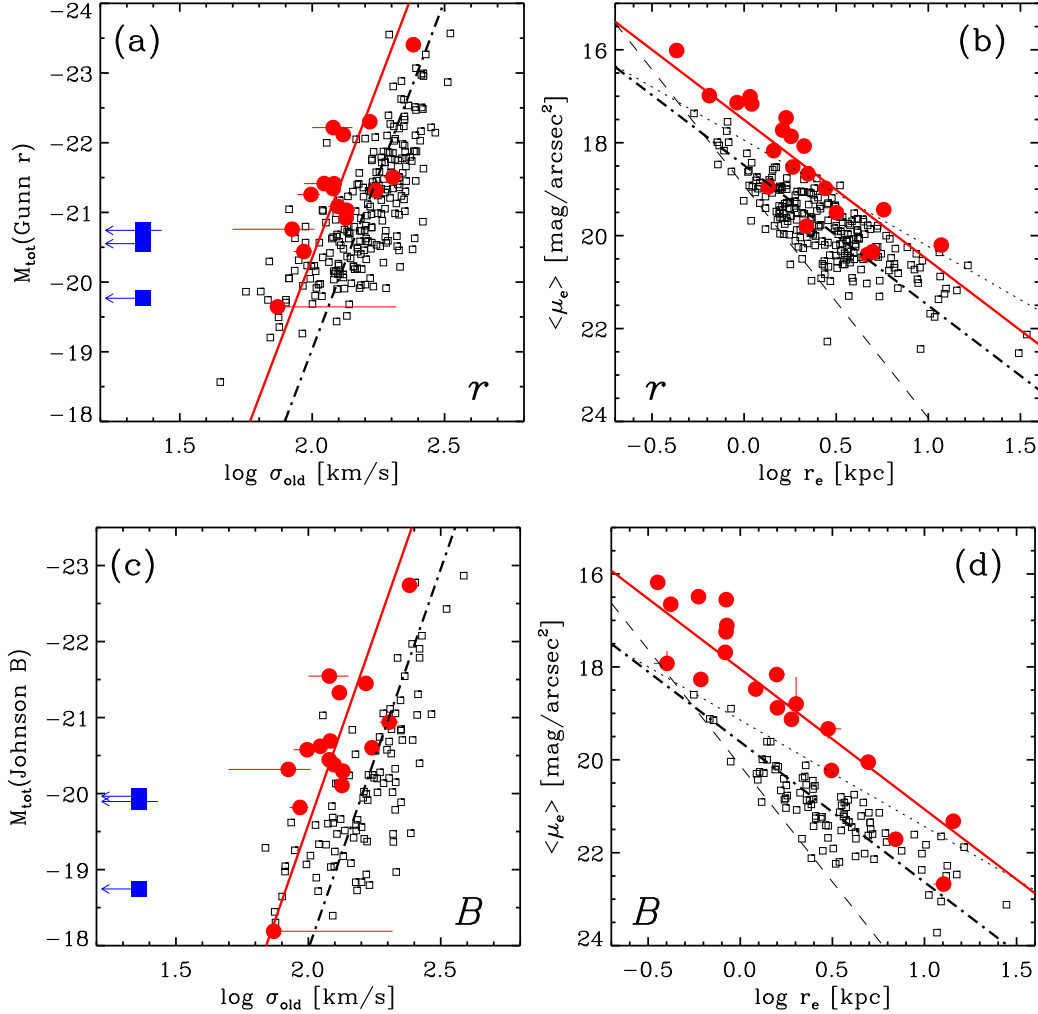 (a)
M_tot(Gunn r)
-24
-23
-22
-21
-20
-19
-18
r
1.5 2.0 2.5
log σ_old [km/s]
(b)
<μ_e> [mag/arcsec²]
16
18
20
22
24
r
-0.5 0.0 0.5 1.0 1.5
log r_e [kpc]
(c)
M_tot(Johnson B)
-23
-22
-21
-20
-19
-18
B
1.5 2.0 2.5
log σ_old [km/s]
(d)
<μ_e> [mag/arcsec²]
16
18
20
22
24
B
-0.5 0.0 0.5 1.0 1.5
log r_e [kpc]